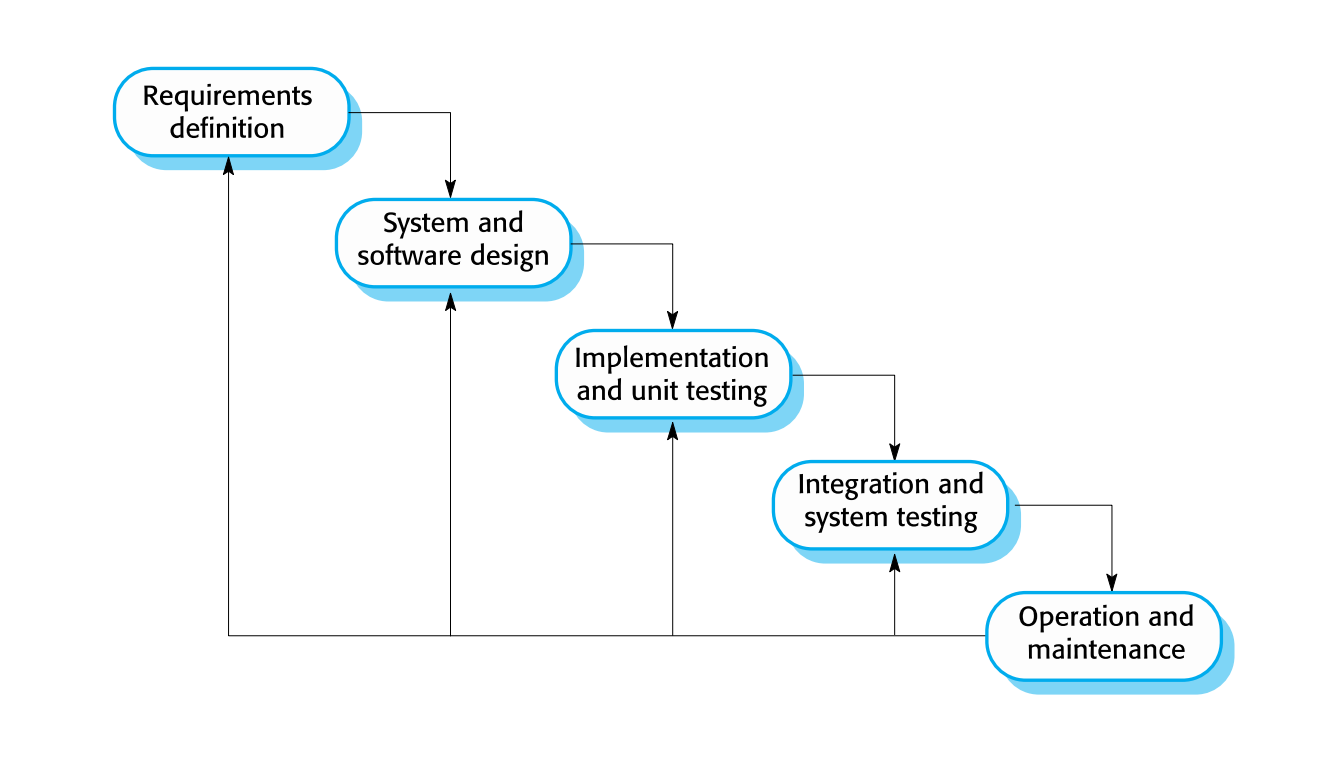 Requirements
definition
System and
software design
Implementation
and unit testing
Integration and
system testing
Operation and
maintenance